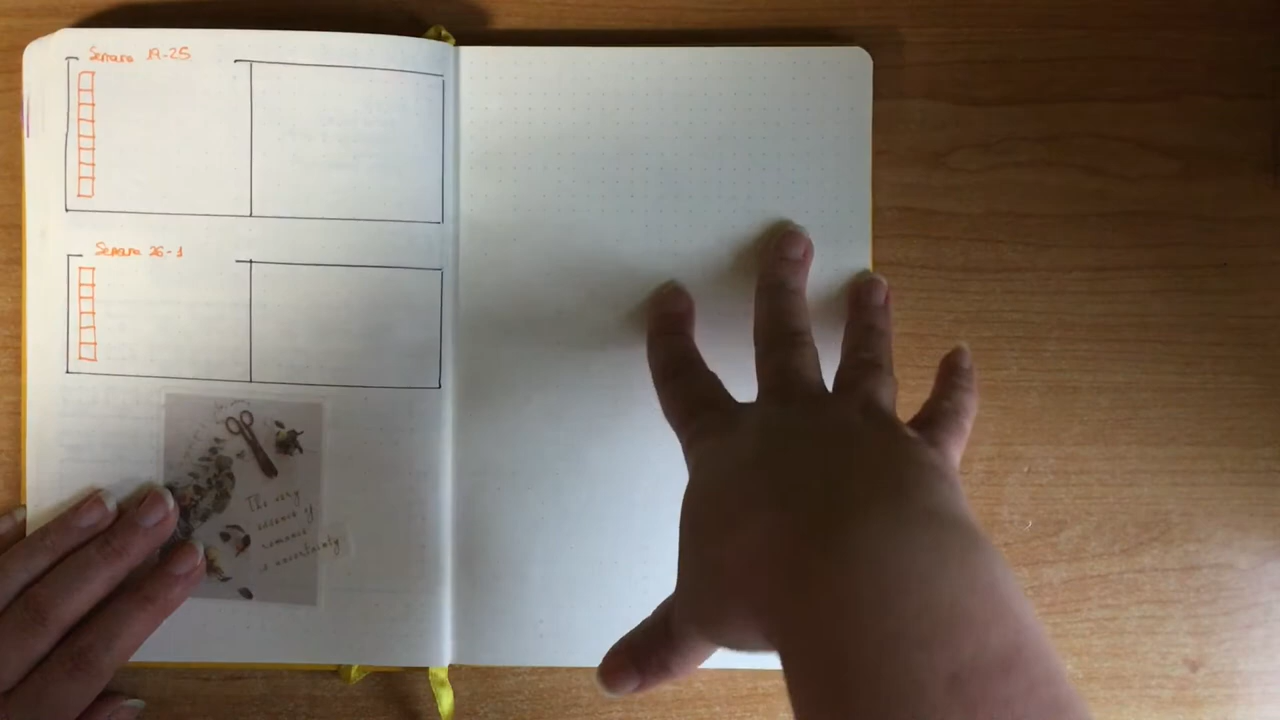 Semana 19-25
Semana 26-1
The very
essence of
romance
is uncertainty